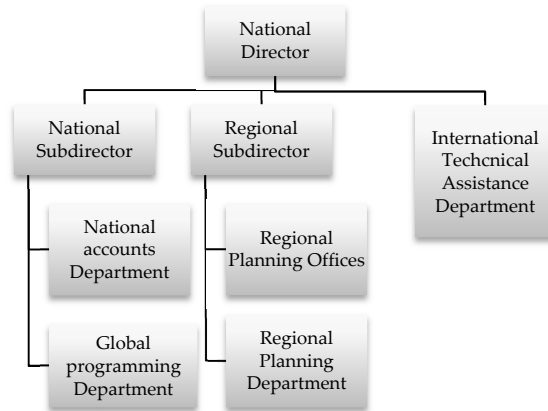 National
Director
National
Subdirector
Regional
Subdirector
International
Techcnical
Assistance
Department
National
accounts
Department
Regional
Planning Offices
Global
programming
Department
Regional
Planning
Department